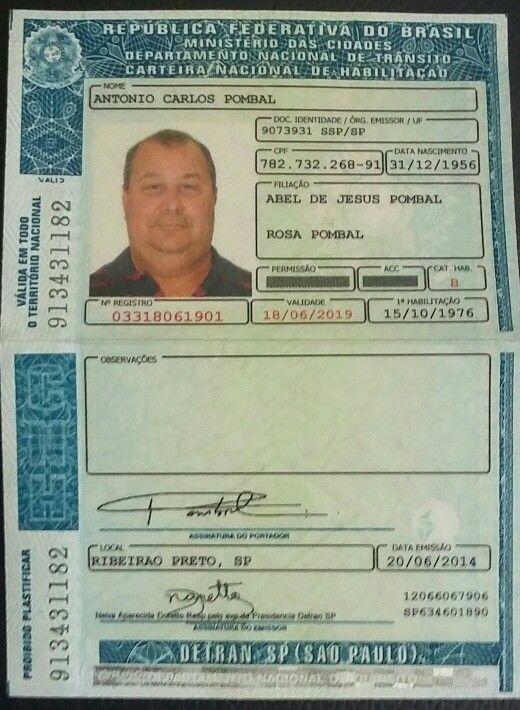 REPÚBLICA FEDERATIVA DO BRASIL
MINISTÉRIO DAS CIDADES
DEPARTAMENTO NACIONAL DE TRÂNSITO
CARTEIRA NACIONAL DE HABILITAÇÃO
NOME
ANTONIO CARLOS POMBAL
DOC. IDENTIDADE / ÓRG. EMISSOR / UF
9073931 SSP/SP
CPF DATA NASCIMENTO
782.732.268-91 31/12/1956
FILIAÇÃO
ABEL DE JESUS POMBAL
ROSA POMBAL
PERMISSÃO ACC CAT. HAB.
B
Nº REGISTRO VALIDADE 1ª HABILITAÇÃO
03318061901 18/06/2019 15/10/1976
VÁLIDA EM TODO
O TERRITÓRIO NACIONAL
913431182
OBSERVAÇÕES
ASSINATURA DO PORTADOR
LOCAL DATA EMISSÃO
RIBEIRAO PRETO, SP 20/06/2014
12066067906
SP634601890
Neiva Aparecida Doretto Reijo pelo exp da Presidencia Detran SP
ASSINATURA DO EMISSOR
PROIBIDO PLASTIFICAR
913431182
DETRAN, SP (SAO PAULO)